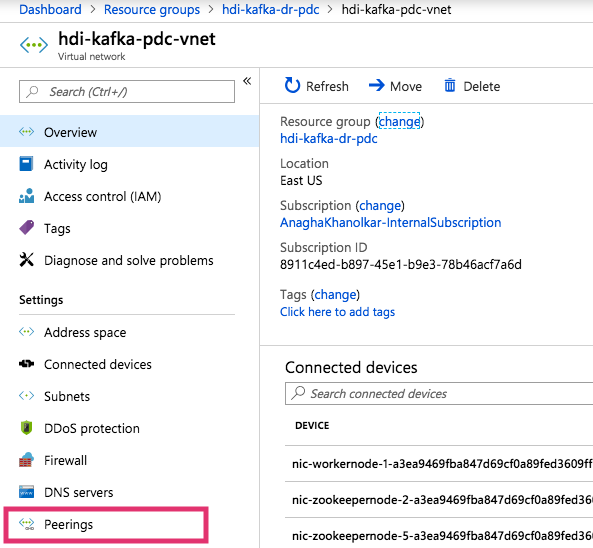 Dashboard > Resource groups > hdi-kafka-dr-pdc > hdi-kafka-pdc-vnet
hdi-kafka-pdc-vnet
Virtual network
Search (Ctrl+/)
«
Overview
Activity log
Access control (IAM)
Tags
Diagnose and solve problems
Settings
Address space
Connected devices
Subnets
DDoS protection
Firewall
DNS servers
Peerings
Refresh Move Delete
Resource group (change)
hdi-kafka-dr-pdc
Location
East US
Subscription (change)
AnaghaKhanolkar-InternalSubscription
Subscription ID
8911c4ed-b897-45e1-b9e3-78b46acf7a6d
Tags (change)
Click here to add tags
Connected devices
Search connected devices
DEVICE
nic-workernode-1-a3ea9469fba847d69cf0a89fed3609ff
nic-zookeepernode-2-a3ea9469fba847d69cf0a89fed36
nic-zookeepernode-5-a3ea9469fba847d69cf0a89fed36